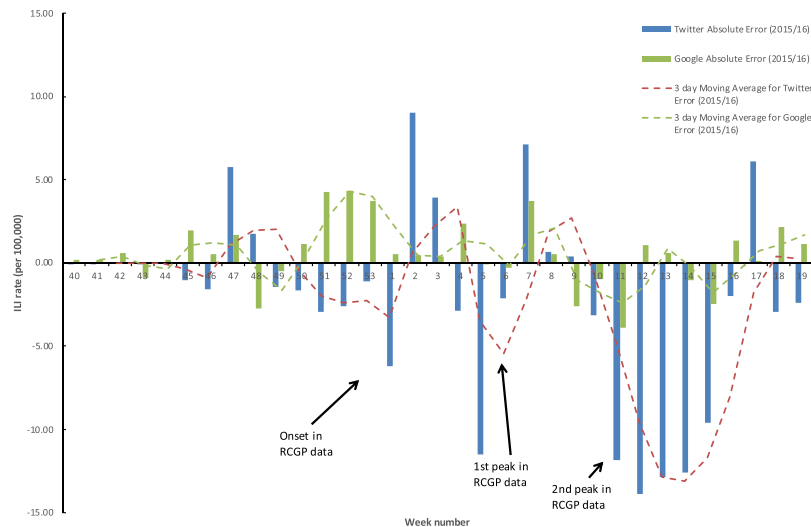 15.00
10.00
5.00
0.00
-5.00
-10.00
-15.00
ILI rate (per 100,000)
Twitter Absolute Error (2015/16)
Google Absolute Error (2015/16)
3 day Moving Average for Twitter
Error (2015/16)
3 day Moving Average for Google
Error (2015/16)
40 41 42 43 44 45 46 47 48 49 50 51 52 53 1 2 3 4 5 6 7 8 9 10 11 12 13 14 15 16 17 18 19
Onset in
RCGP data
1st peak in
RCGP data
2nd peak in
RCGP data
Week number